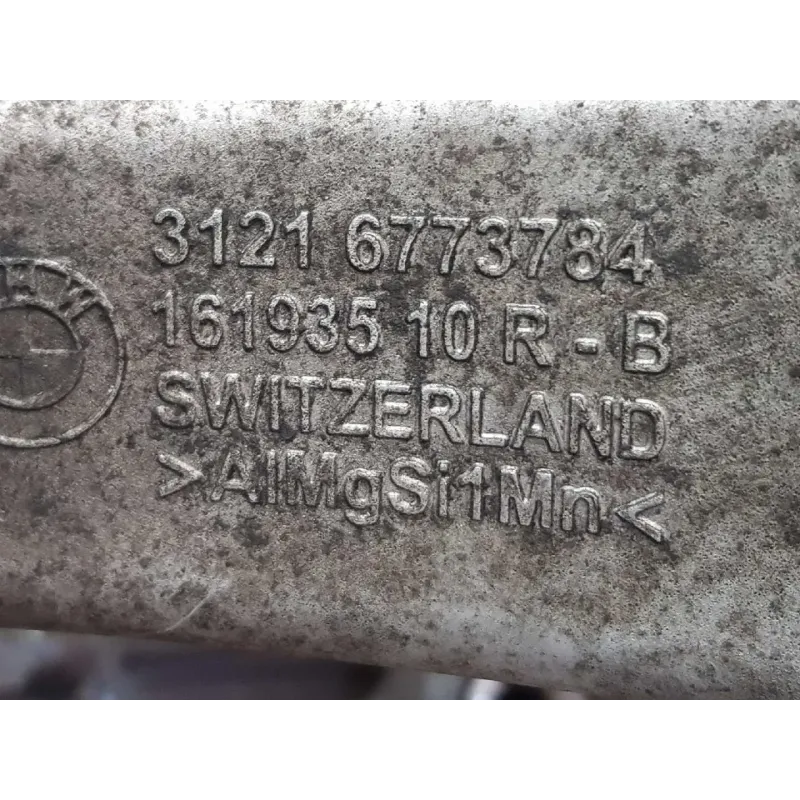 3121 6773784
161935 10 R - B
SWITZERLAND
>AlMgSi1Mn<